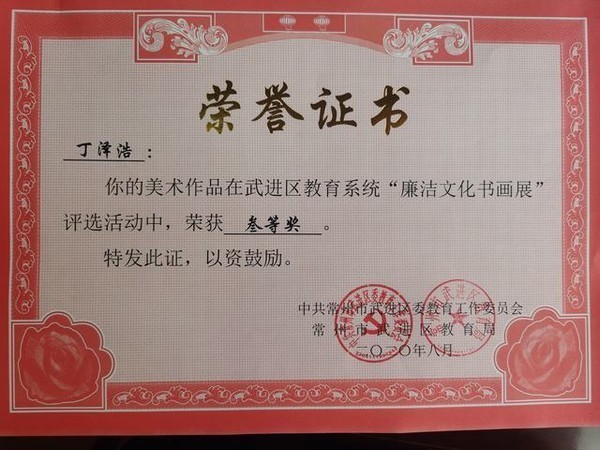 荣誉证书
丁泽浩：
你的美术作品在武进区教育系统“廉洁文化书画展”
评选活动中，荣获 叁等奖 。
特发此证，以资鼓励。
中共常州市武进区委教育工作委员会
常州市武进区教育局
二〇二〇年八月